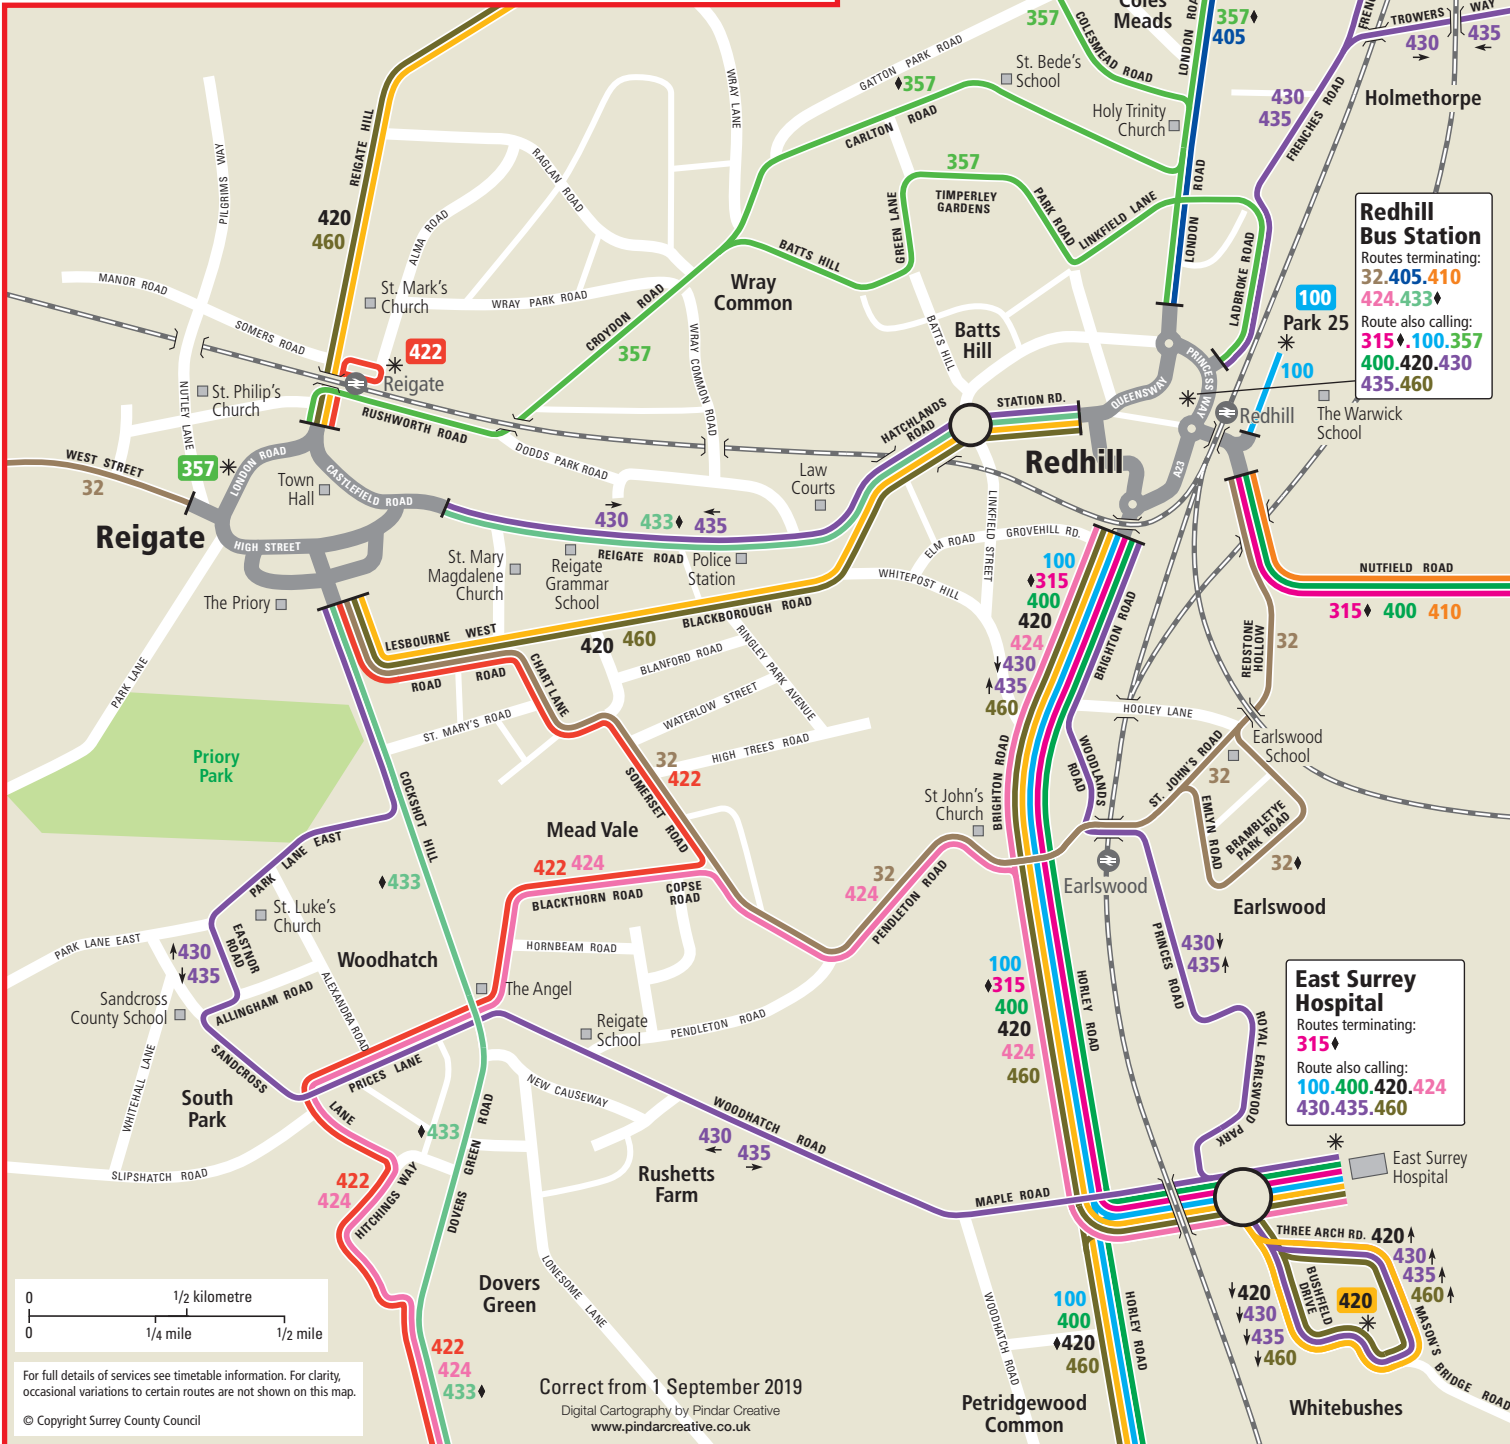 Coles
Meads
357
COLESMEAD ROAD
LONDON ROAD
357♦
405
FRENCHES ROAD
TROWERS WAY
430
→
435
←
Holmethorpe
GATTON PARK ROAD
♦357
St. Bede's
School
Holy Trinity
Church
430
435
WRAY LANE
CARLTON ROAD
357
TIMPERLEY
GARDENS
GREEN LANE
PARK ROAD
LINKFIELD LANE
LONDON ROAD
LADBROKE ROAD
PILGRIMS WAY
REIGATE HILL
RAGLAN ROAD
ALMA ROAD
420
460
BATTS HILL
Wray
Common
MANOR ROAD
SOMERS ROAD
St. Mark's
Church
WRAY PARK ROAD
CROYDON ROAD
357
WRAY COMMON ROAD
BATTS HILL
Batts
Hill
Redhill
Bus Station
Routes terminating:
32.405.410
424.433♦
Route also calling:
315♦.100.357
400.420.430
435.460
100
Park 25
100
PRINCESS WAY
QUEENSWAY
Redhill
The Warwick
School
422
Reigate
St. Philip's
Church
NUTLEY LANE
RUSHWORTH ROAD
DODDS PARK ROAD
HATCHLANDS
ROAD
STATION RD.
Redhill
A23
WEST STREET
32
357
LONDON ROAD
Town
Hall
CASTLEFIELD ROAD
Reigate
HIGH STREET
Law
Courts
430 433♦ 435
→ ←
REIGATE ROAD
Police
Station
St. Mary
Magdalene
Church
Reigate
Grammar
School
The Priory
LINKFIELD STREET
ELM ROAD
GROVEHILL RD.
WHITEPOST HILL
100
♦315
400
420
424
↓430
↑435
460
BRIGHTON ROAD
NUTFIELD ROAD
315♦ 400 410
REDSTONE
HOLLOW
32
LESBOURNE WEST
ROAD ROAD
420 460
BLACKBOROUGH ROAD
CHART LANE
BLANFORD ROAD
RINGLEY PARK AVENUE
WATERLOW STREET
HIGH TREES ROAD
ST. MARY'S ROAD
PARK LANE
Priory
Park
COCKSHOT HILL
32
422
SOMERSET ROAD
HOOLEY LANE
Earlswood
School
WOODLANDS
ROAD
ST. JOHN'S ROAD
32
EMLYN ROAD
BRAMBLETYE
PARK ROAD
32♦
BRIGHTON ROAD
St John's
Church
Earlswood
Earlswood
Mead Vale
422 424
BLACKTHORN ROAD
COPSE
ROAD
32
424
PENDLETON ROAD
PARK LANE EAST
♦433
St. Luke's
Church
EASTNOR
ROAD
PARK LANE EAST
↑430
↓435
Woodhatch
HORNBEAM ROAD
The Angel
ALLINGHAM ROAD
ALEXANDRA ROAD
Sandcross
County School
WHITEHALL LANE
SANDCROSS
LANE
Reigate
School
PENDLETON ROAD
100
♦315
400
420
424
460
HORLEY ROAD
PRINCES ROAD
430↓
435↑
ROYAL EARLSWOOD PARK
East Surrey
Hospital
Routes terminating:
315♦
Route also calling:
100.400.420.424
430.435.460
East Surrey
Hospital
PRICES LANE
South
Park
NEW CAUSEWAY
WOODHATCH ROAD
430
←
435
→
Rushetts
Farm
♦433
DOVERS GREEN ROAD
SLIPSHATCH ROAD
422
424
HITCHINGS WAY
MAPLE ROAD
THREE ARCH RD.
420↑
430↑
435↑
460↑
BUSHFIELD
DRIVE
420
MASON'S BRIDGE ROAD
↓420
↓430
↓435
↓460
Whitebushes
LONESOME LANE
Dovers
Green
WOODHATCH ROAD
100
400
♦420
460
HORLEY ROAD
Petridgewood
Common
0 1/2 kilometre
0 1/4 mile 1/2 mile
422
424
433♦
For full details of services see timetable information. For clarity,
occasional variations to certain routes are not shown on this map.
© Copyright Surrey County Council
Correct from 1 September 2019
Digital Cartography by Pindar Creative
www.pindarcreative.co.uk